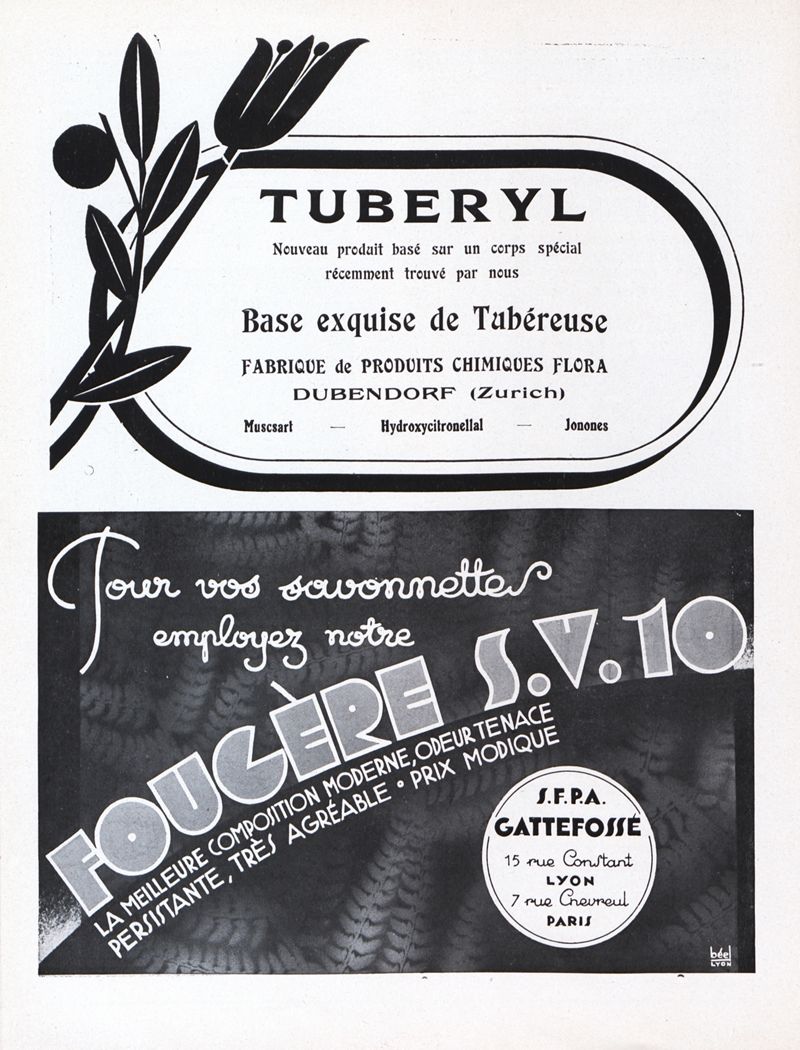 TUBERYL
Nouveau produit basé sur un corps spécial
récemment trouvé par nous
Base exquise de Tubéreuse
FABRIQUE de PRODUITS CHIMIQUES FLORA
DUBENDORF (Zurich)
Muscsart — Hydroxycitronellal — Jonones
Pour vos savonnettes
employez notre
FOUGÈRE S.V.10
LA MEILLEURE COMPOSITION MODERNE, ODEUR TENACE
PERSISTANTE, TRÈS AGRÉABLE • PRIX MODIQUE
S.F.P.A.
GATTEFOSSÉ
15 rue Constant
LYON
7 rue Chevreul
PARIS
béel
LYON